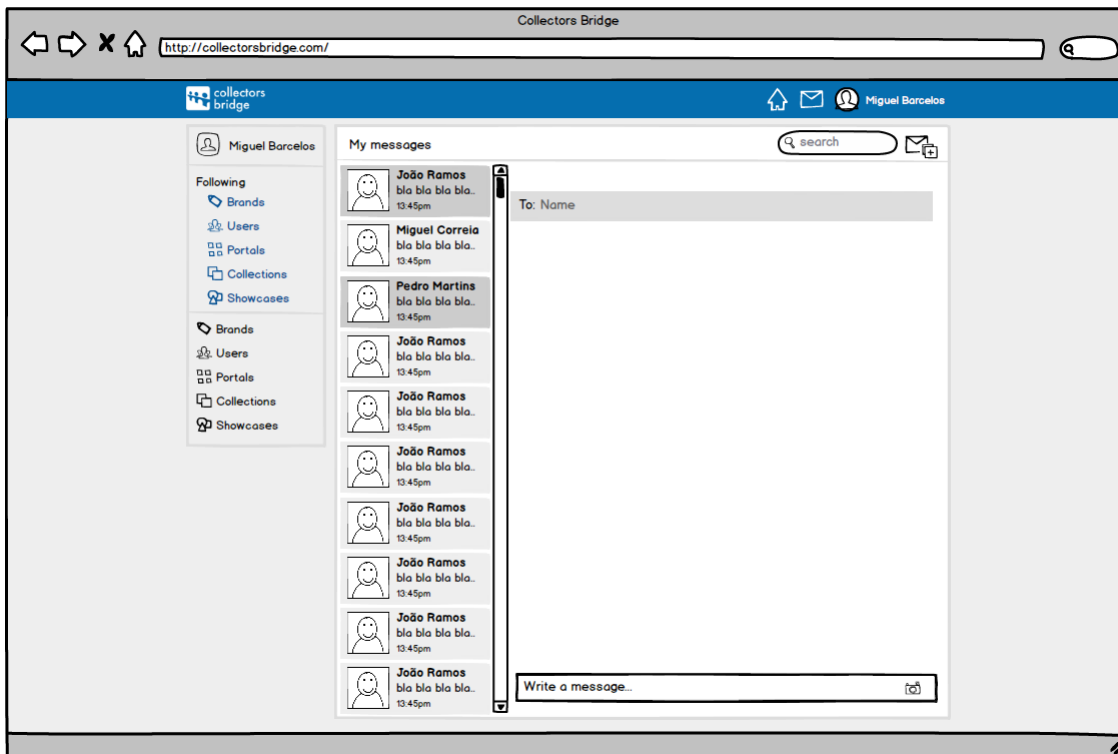 Collectors Bridge
http://collectorsbridge.com/
collectors
bridge
Miguel Barcelos
Miguel Barcelos
Following
Brands
Users
Portals
Collections
Showcases
Brands
Users
Portals
Collections
Showcases
My messages
search
João Ramos
bla bla bla bla..
13:45pm
Miguel Correia
bla bla bla bla..
13:45pm
Pedro Martins
bla bla bla bla..
13:45pm
João Ramos
bla bla bla bla..
13:45pm
João Ramos
bla bla bla bla..
13:45pm
João Ramos
bla bla bla bla..
13:45pm
João Ramos
bla bla bla bla..
13:45pm
João Ramos
bla bla bla bla..
13:45pm
João Ramos
bla bla bla bla..
13:45pm
João Ramos
bla bla bla bla..
13:45pm
To: Name
Write a message...